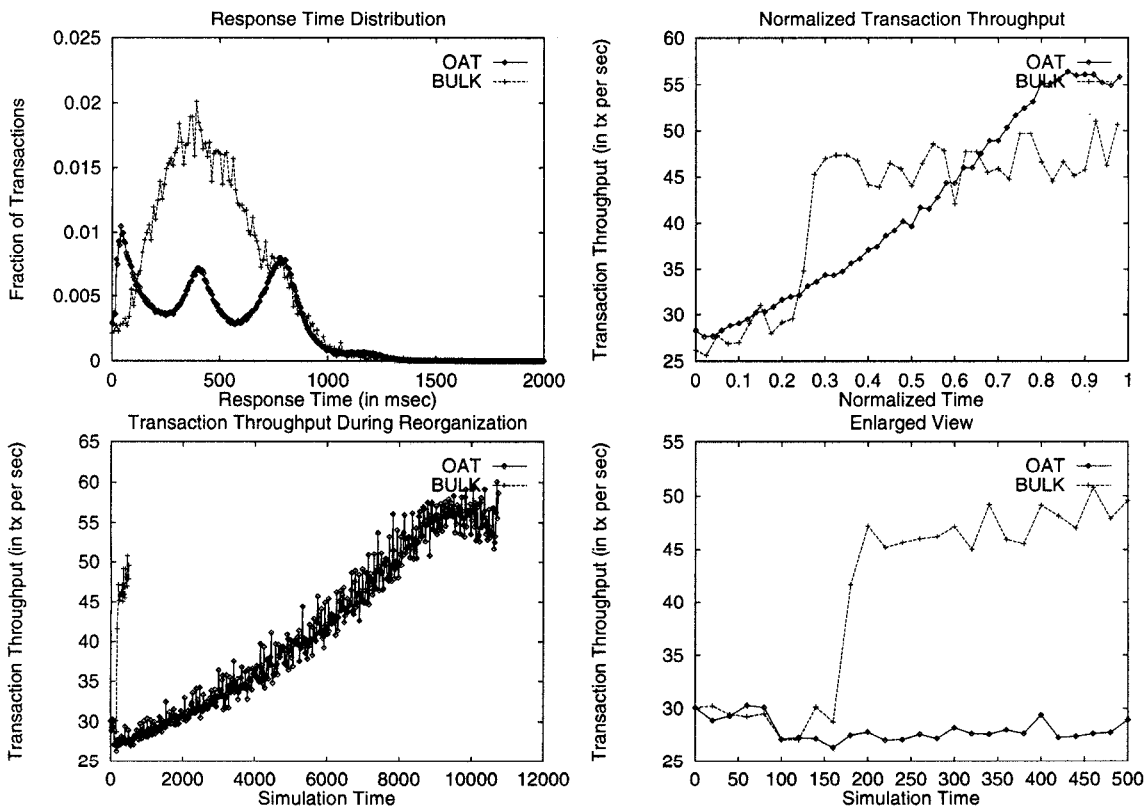 Response Time Distribution
0.025
0.02
0.015
0.01
0.005
0
Fraction of Transactions
OAT
BULK
0 500 1000 1500 2000
Response Time (in msec)
Normalized Transaction Throughput
60
55
50
45
40
35
30
25
Transaction Throughput (in tx per sec)
OAT
BULK
0 0.1 0.2 0.3 0.4 0.5 0.6 0.7 0.8 0.9 1
Normalized Time
Transaction Throughput During Reorganization
65
60
55
50
45
40
35
30
25
Transaction Throughput (in tx per sec)
OAT
BULK
0 2000 4000 6000 8000 10000 12000
Simulation Time
Enlarged View
55
50
45
40
35
30
25
Transaction Throughput (in tx per sec)
OAT
BULK
0 50 100 150 200 250 300 350 400 450 500
Simulation Time